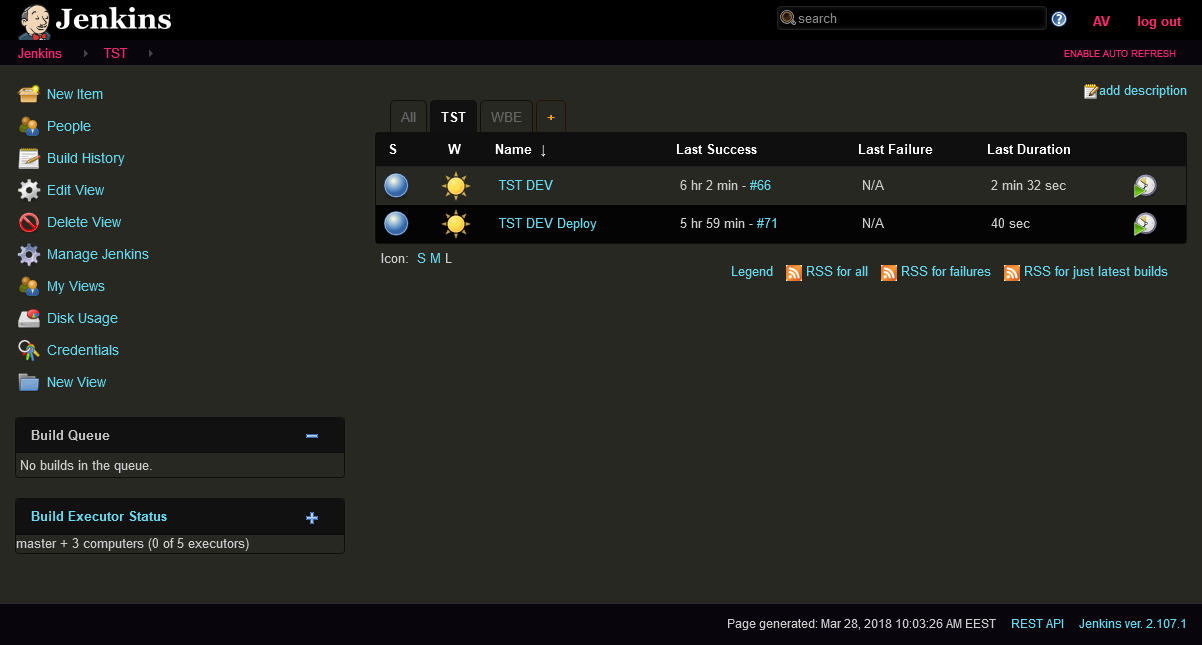 Jenkins
search
AV log out
Jenkins TST ENABLE AUTO REFRESH
New Item
People
Build History
Edit View
Delete View
Manage Jenkins
My Views
Disk Usage
Credentials
New View
Build Queue
No builds in the queue.
Build Executor Status
master + 3 computers (0 of 5 executors)
add description
All TST WBE +
S W Name ↓ Last Success Last Failure Last Duration
TST DEV 6 hr 2 min - #66 N/A 2 min 32 sec
TST DEV Deploy 5 hr 59 min - #71 N/A 40 sec
Icon: S M L
Legend RSS for all RSS for failures RSS for just latest builds
Page generated: Mar 28, 2018 10:03:26 AM EEST REST API Jenkins ver. 2.107.1